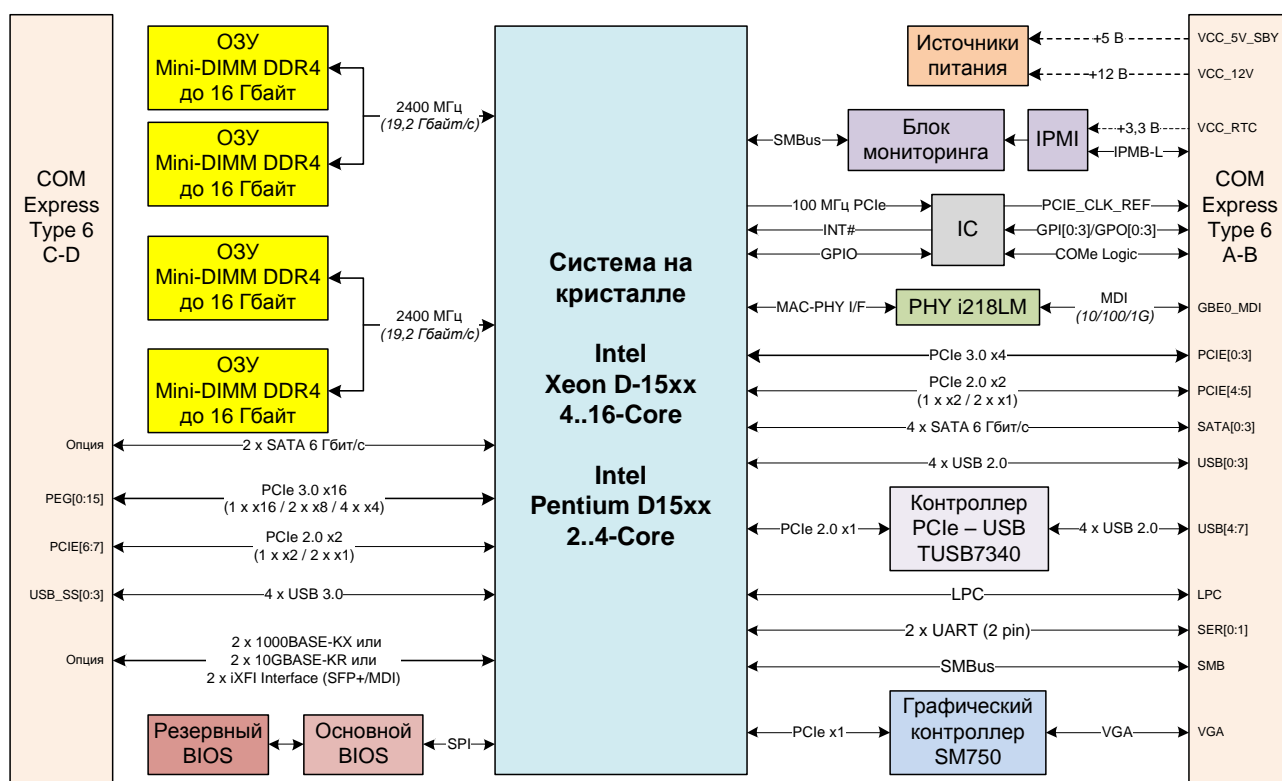 COM
Express
Type 6
C-D
Опция
PEG[0:15]
PCIE[6:7]
USB_SS[0:3]
Опция
ОЗУ
Mini-DIMM DDR4
до 16 Гбайт
ОЗУ
Mini-DIMM DDR4
до 16 Гбайт
2400 МГц
(19,2 Гбайт/с)
ОЗУ
Mini-DIMM DDR4
до 16 Гбайт
ОЗУ
Mini-DIMM DDR4
до 16 Гбайт
2400 МГц
(19,2 Гбайт/с)
2 x SATA 6 Гбит/с
PCIe 3.0 x16
(1 x x16 / 2 x x8 / 4 x x4)
PCIe 2.0 x2
(1 x x2 / 2 x x1)
4 x USB 3.0
2 x 1000BASE-KX или
2 x 10GBASE-KR или
2 x iXFI Interface (SFP+/MDI)
Резервный
BIOS
Основной
BIOS
SPI
Система на
кристалле
Intel
Xeon D-15xx
4..16-Core
Intel
Pentium D15xx
2..4-Core
Источники
питания
+5 В
+12 В
SMBus
Блок
мониторинга
IPMI
+3,3 В
IPMB-L
100 МГц PCIe
INT#
GPIO
IC
PCIE_CLK_REF
GPI[0:3]/GPO[0:3]
COMe Logic
MAC-PHY I/F
PHY i218LM
MDI
(10/100/1G)
PCIe 3.0 x4
PCIe 2.0 x2
(1 x x2 / 2 x x1)
4 x SATA 6 Гбит/с
4 x USB 2.0
PCIe 2.0 x1
Контроллер
PCIe – USB
TUSB7340
4 x USB 2.0
LPC
2 x UART (2 pin)
SMBus
PCIe x1
Графический
контроллер
SM750
VGA
VCC_5V_SBY
VCC_12V
VCC_RTC
COM
Express
Type 6
A-B
GBE0_MDI
PCIE[0:3]
PCIE[4:5]
SATA[0:3]
USB[0:3]
USB[4:7]
LPC
SER[0:1]
SMB
VGA